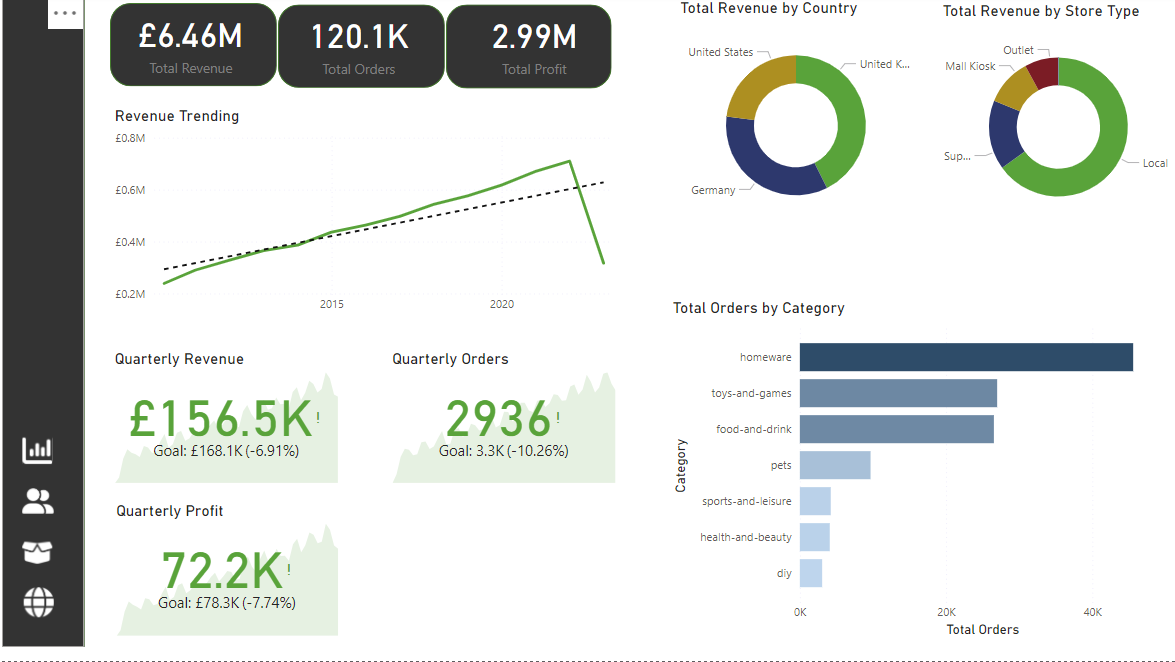 ...
£6.46M
Total Revenue
120.1K
Total Orders
2.99M
Total Profit
Total Revenue by Country
United States
United K...
Germany
Total Revenue by Store Type
Outlet
Mall Kiosk
Sup...
Local
Revenue Trending
£0.8M
£0.6M
£0.4M
£0.2M
2015
2020
Quarterly Revenue
£156.5K!
Goal: £168.1K (-6.91%)
Quarterly Orders
2936!
Goal: 3.3K (-10.26%)
Quarterly Profit
72.2K!
Goal: £78.3K (-7.74%)
Total Orders by Category
Category
homeware
toys-and-games
food-and-drink
pets
sports-and-leisure
health-and-beauty
diy
0K
20K
40K
Total Orders